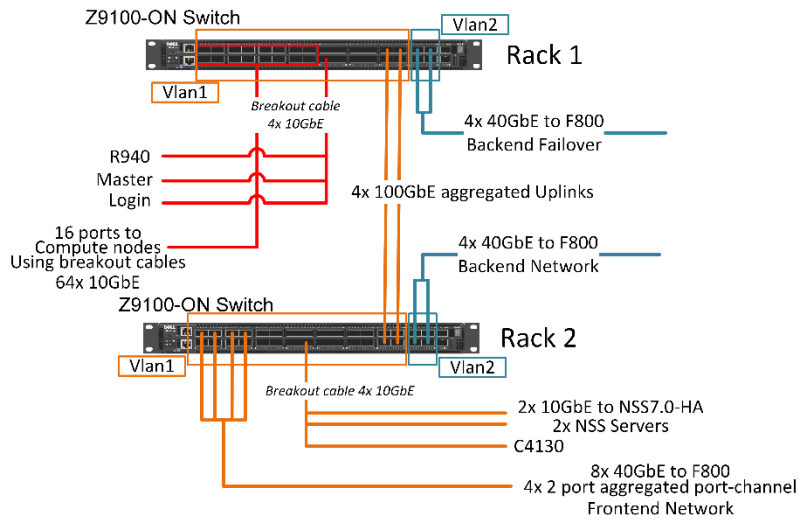 Z9100-ON Switch
Vlan2
Rack 1
Vlan1
Breakout cable
4x 10GbE
4x 40GbE to F800
Backend Failover
R940
Master
Login
4x 100GbE aggregated Uplinks
16 ports to
Compute nodes
Using breakout cables
64x 10GbE
4x 40GbE to F800
Backend Network
Z9100-ON Switch
Rack 2
Vlan1
Vlan2
Breakout cable 4x 10GbE
2x 10GbE to NSS7.0-HA
2x NSS Servers
C4130
8x 40GbE to F800
4x 2 port aggregated port-channel
Frontend Network